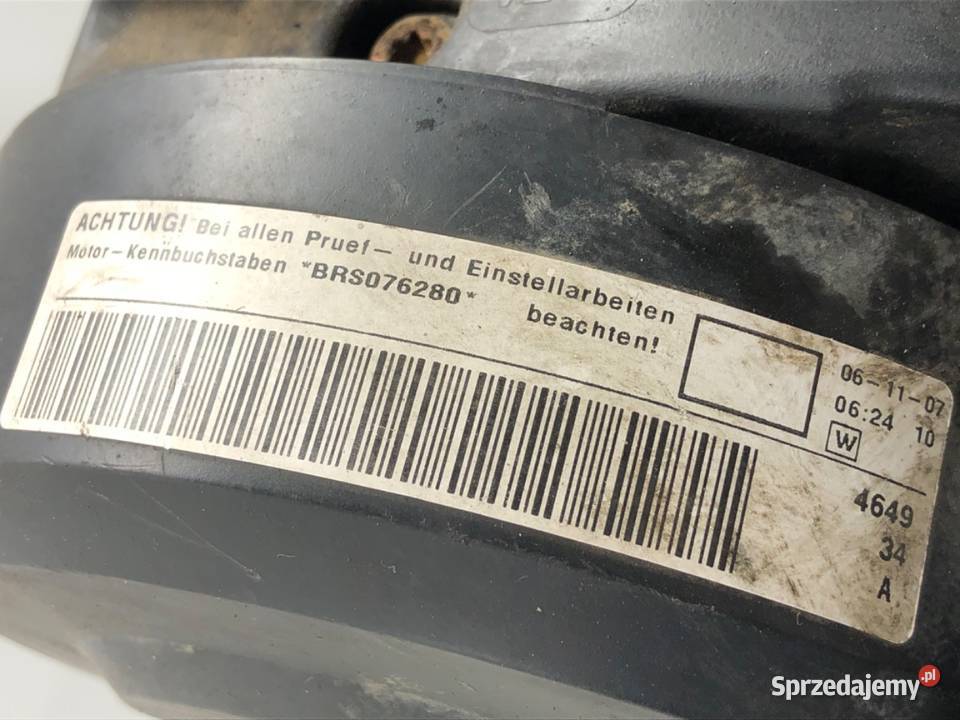 ACHTUNG! Bei allen Pruef- und Einstellarbeiten
Motor-Kennbuchstaben *BRS076280* beachten!
06-11-07
06:24 10
W
4649
34
A
Sprzedajemy.pl